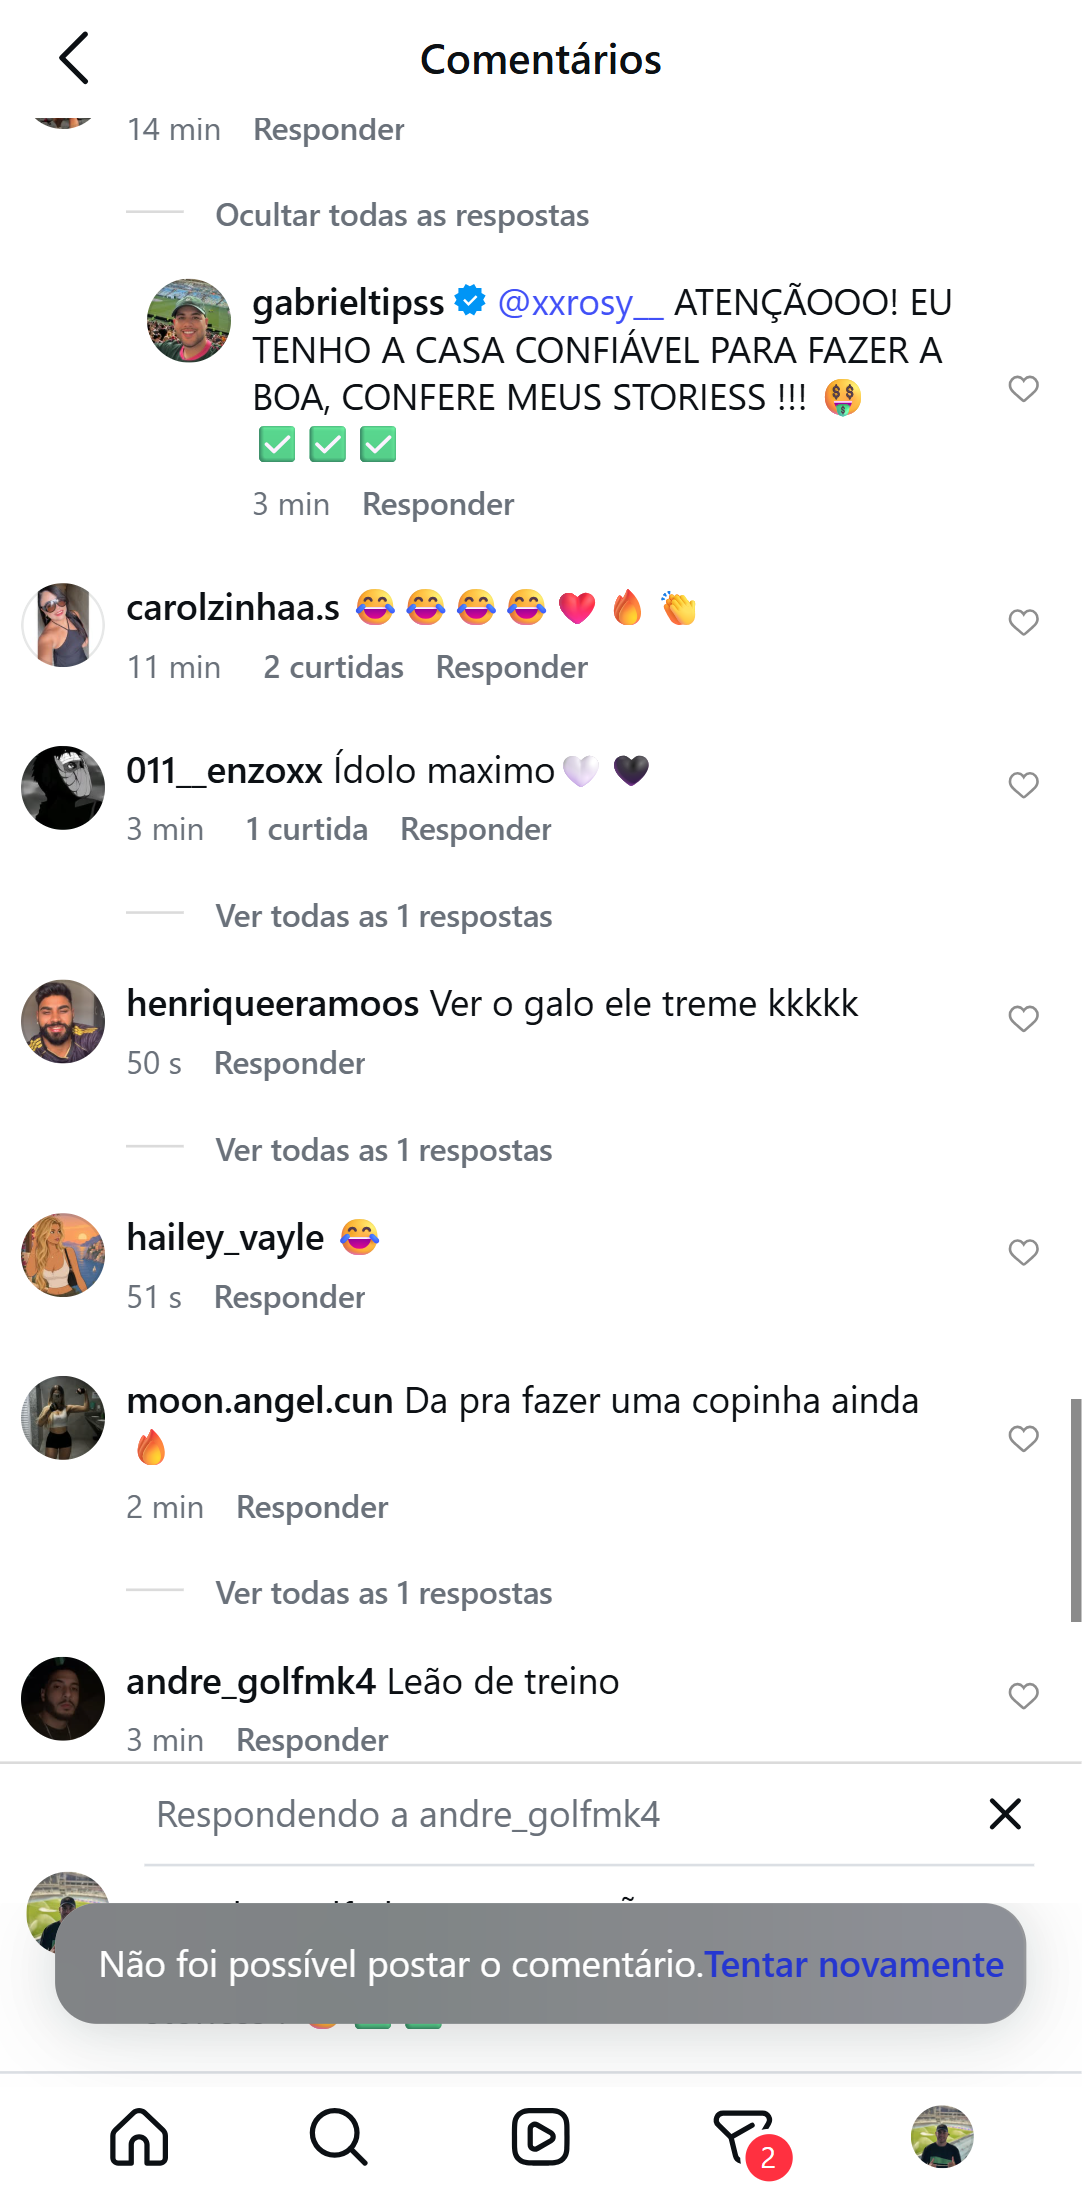 Comentários
14 min Responder
Ocultar todas as respostas
gabrieltipss @xxrosy__ ATENÇÃOOO! EU
TENHO A CASA CONFIÁVEL PARA FAZER A
BOA, CONFERE MEUS STORIESS !!! 🤑
✅ ✅ ✅
3 min Responder
carolzinhaa.s 😂 😂 😂 😂 ❤️ 🔥 👏
11 min 2 curtidas Responder
011__enzoxx Ídolo maximo🤍 🖤
3 min 1 curtida Responder
Ver todas as 1 respostas
henriqueeramoos Ver o galo ele treme kkkkk
50 s Responder
Ver todas as 1 respostas
hailey_vayle 😂
51 s Responder
moon.angel.cun Da pra fazer uma copinha ainda
🔥
2 min Responder
Ver todas as 1 respostas
andre_golfmk4 Leão de treino
3 min Responder
Respondendo a andre_golfmk4
Não foi possível postar o comentário.Tentar novamente
2